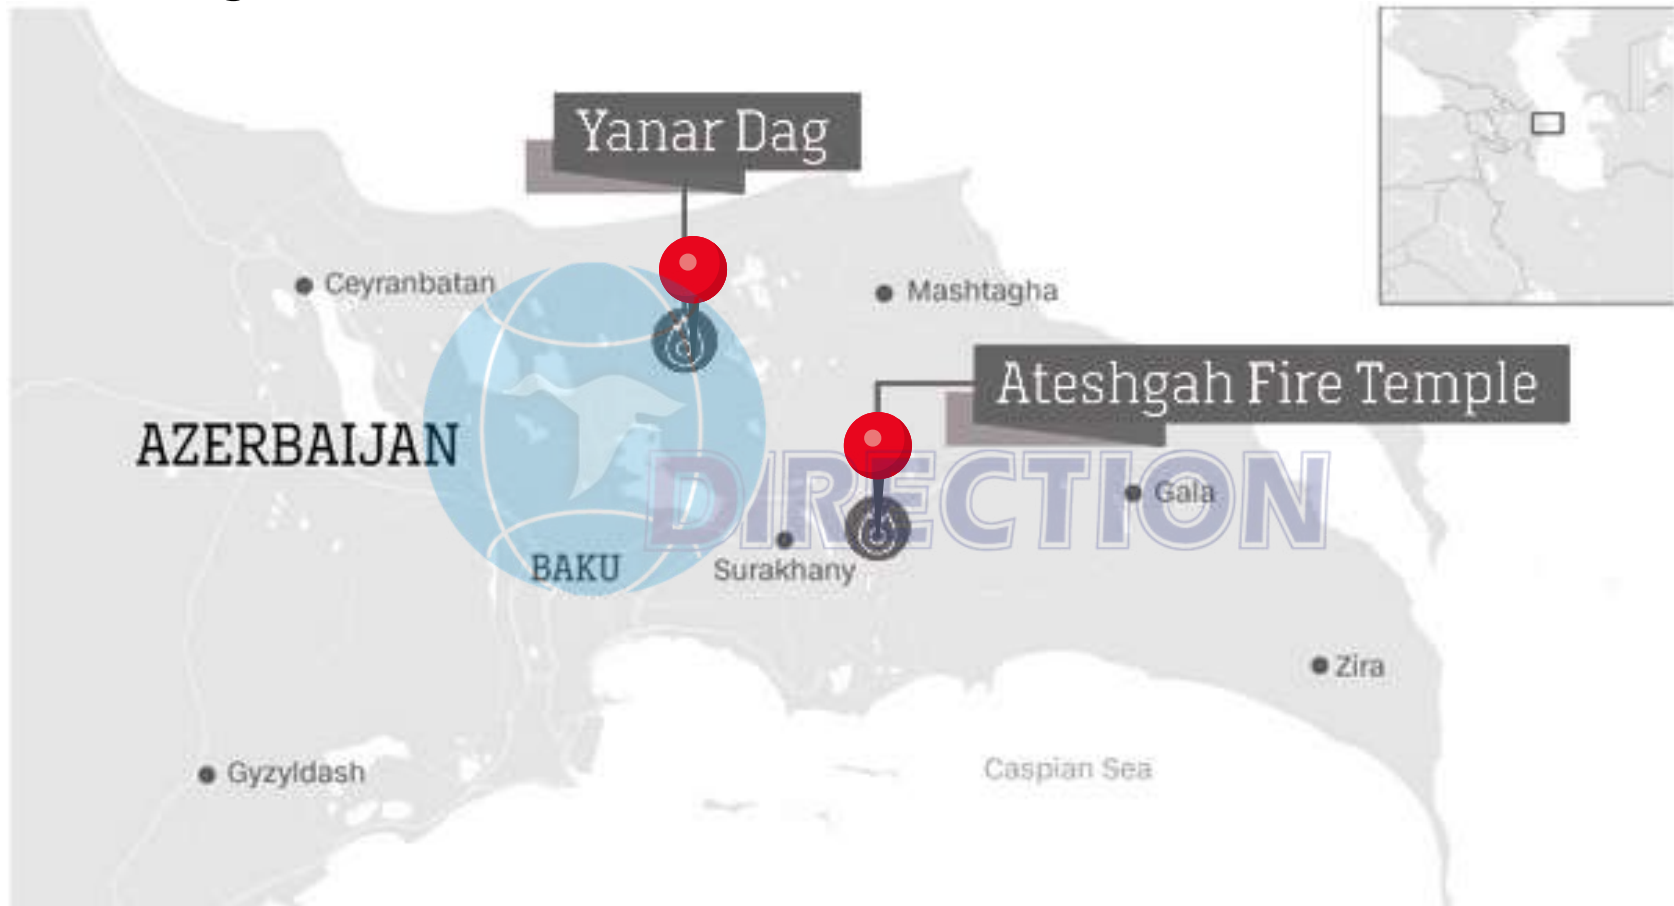 Yanar Dag
Ceyranbatan
Mashtagha
Ateshgah Fire Temple
AZERBAIJAN
DIRECTION
Gala
BAKU
Surakhany
Zira
Gyzyldash
Caspian Sea